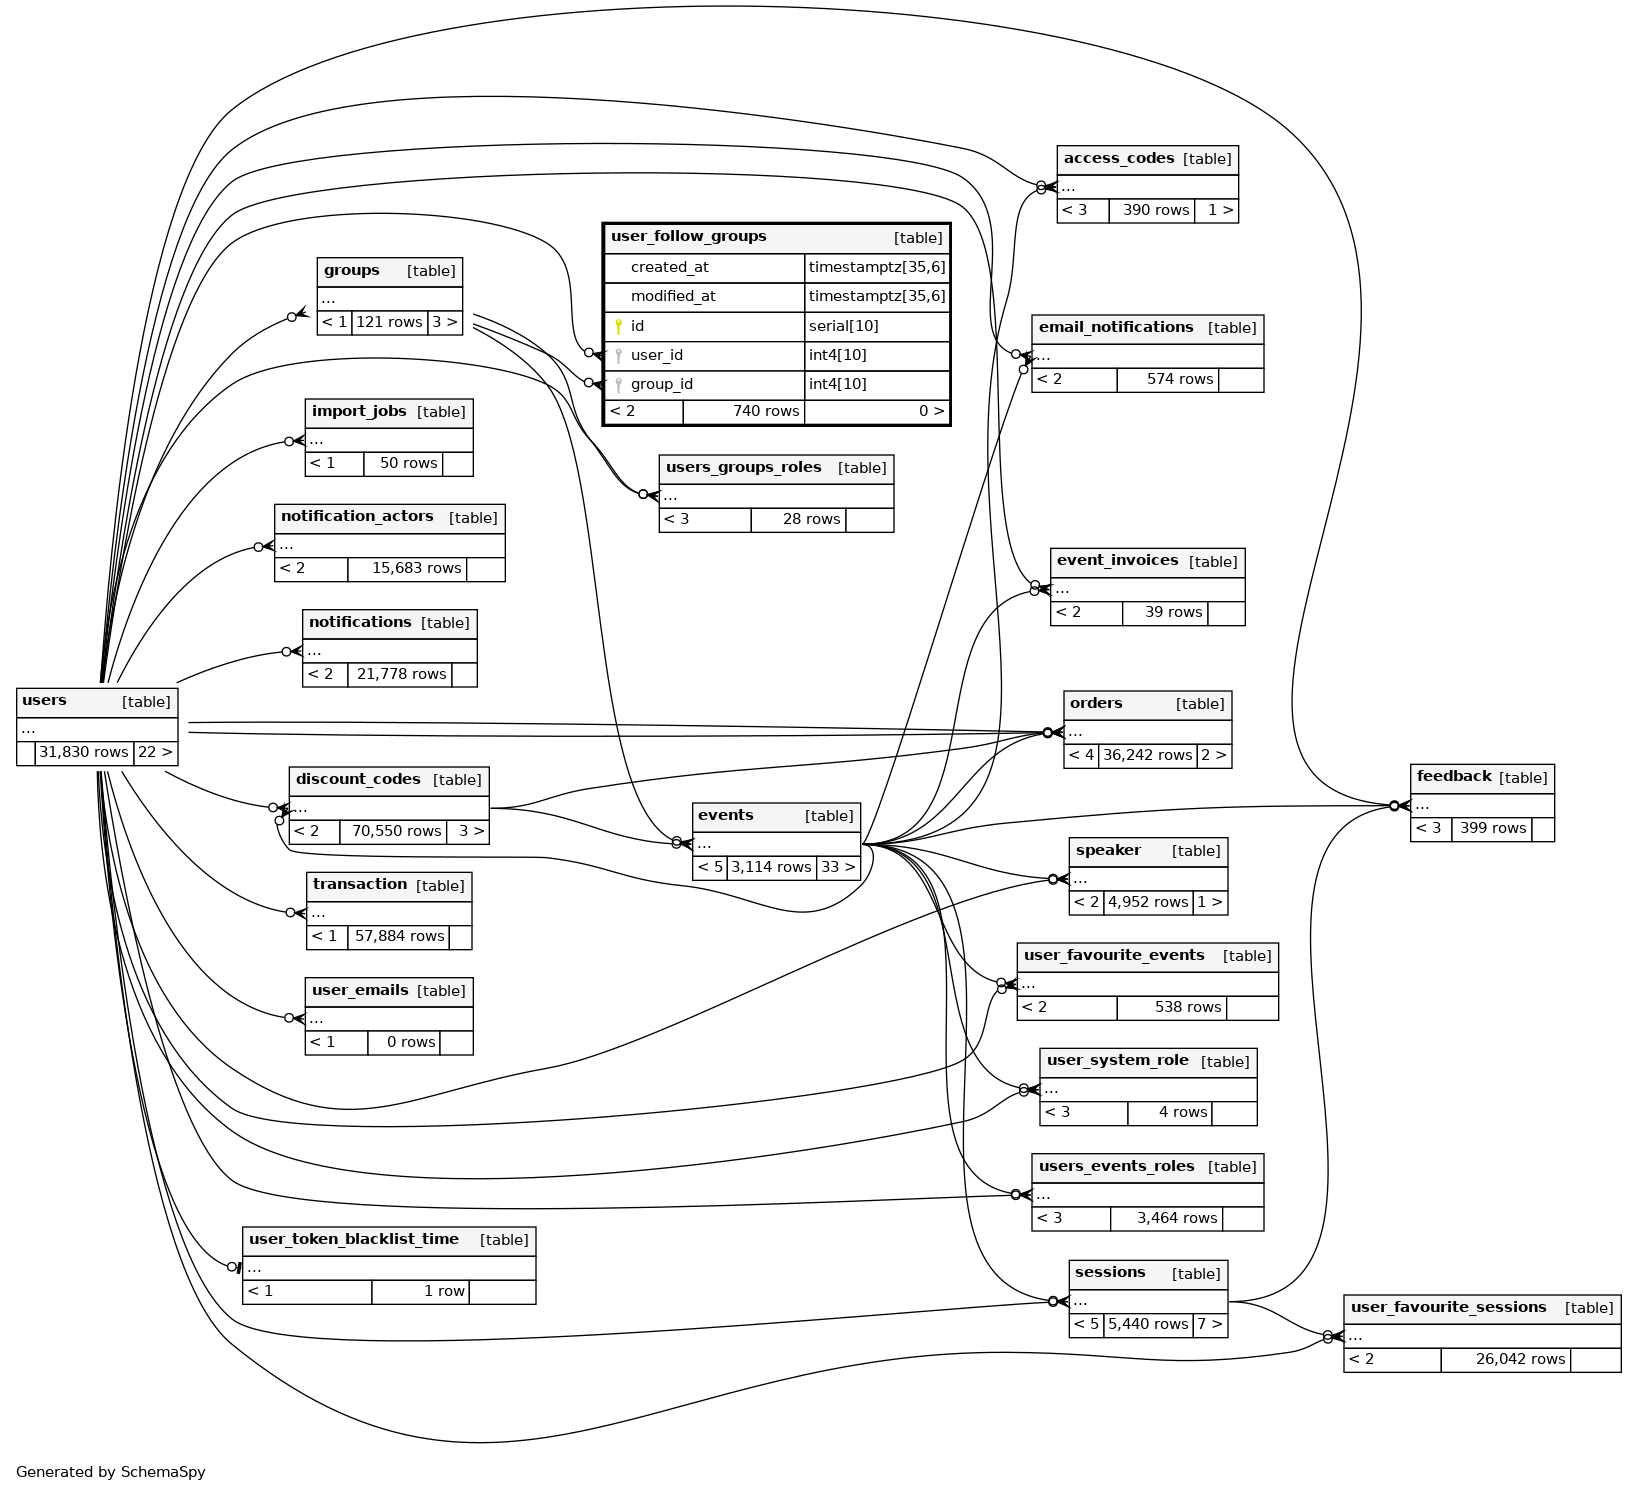 access_codes [table]
...
< 3 390 rows 1 >
user_follow_groups [table]
created_at timestamptz[35,6]
modified_at timestamptz[35,6]
id serial[10]
user_id int4[10]
group_id int4[10]
< 2 740 rows 0 >
groups [table]
...
< 1 121 rows 3 >
email_notifications [table]
...
< 2 574 rows
import_jobs [table]
...
< 1 50 rows
users_groups_roles [table]
...
< 3 28 rows
notification_actors [table]
...
< 2 15,683 rows
event_invoices [table]
...
< 2 39 rows
notifications [table]
...
< 2 21,778 rows
users [table]
...
31,830 rows 22 >
orders [table]
...
< 4 36,242 rows 2 >
discount_codes [table]
...
< 2 70,550 rows 3 >
feedback [table]
...
< 3 399 rows
events [table]
...
< 5 3,114 rows 33 >
speaker [table]
...
< 2 4,952 rows 1 >
transaction [table]
...
< 1 57,884 rows
user_favourite_events [table]
...
< 2 538 rows
user_emails [table]
...
< 1 0 rows
user_system_role [table]
...
< 3 4 rows
users_events_roles [table]
...
< 3 3,464 rows
user_token_blacklist_time [table]
...
< 1 1 row
sessions [table]
...
< 5 5,440 rows 7 >
user_favourite_sessions [table]
...
< 2 26,042 rows
Generated by SchemaSpy